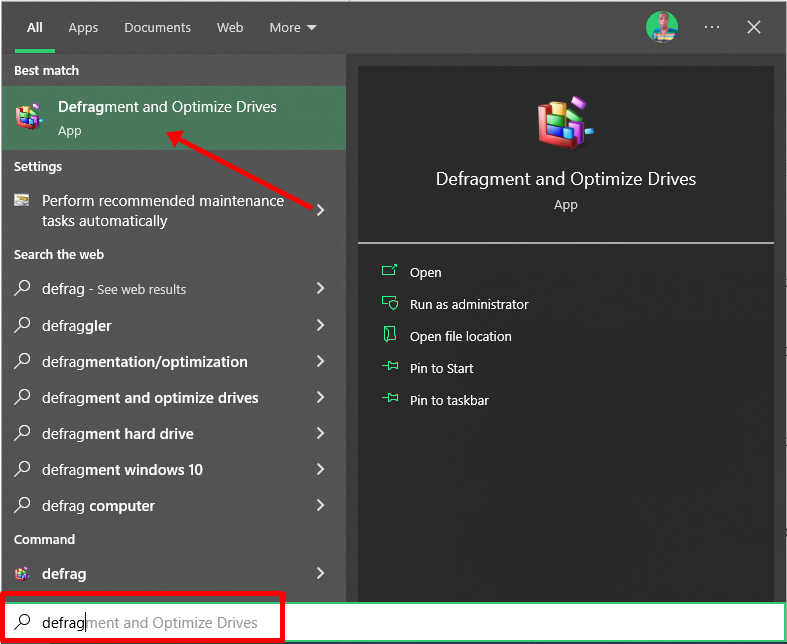 All Apps Documents Web More
Best match
Defragment and Optimize Drives
App
Settings
Perform recommended maintenance
tasks automatically
Search the web
defrag - See web results
defraggler
defragmentation/optimization
defragment and optimize drives
defragment hard drive
defragment windows 10
defrag computer
Command
defrag
defragment and Optimize Drives
Defragment and Optimize Drives
App
Open
Run as administrator
Open file location
Pin to Start
Pin to taskbar